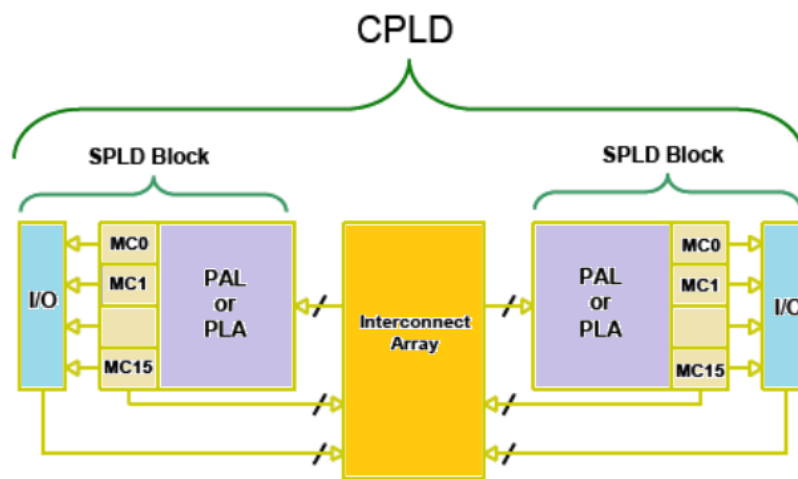 CPLD
SPLD Block
SPLD Block
I/O
MC0
MC1
MC15
PAL
or
PLA
Interconnect
Array
PAL
or
PLA
MC0
MC1
MC15
I/O